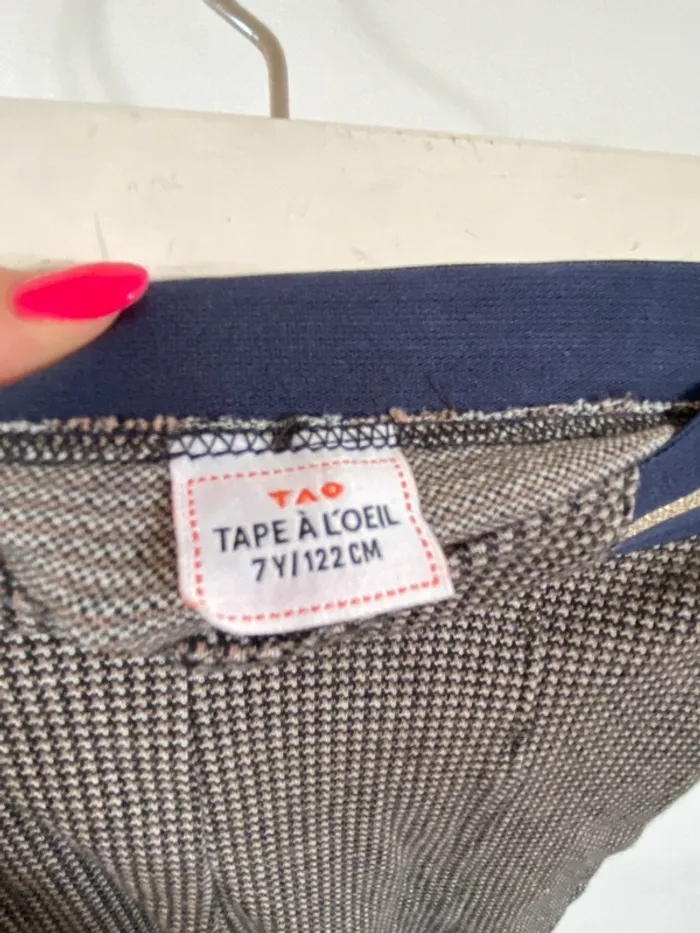 TAO
TAPE À L'OEIL
7 Y/122 CM